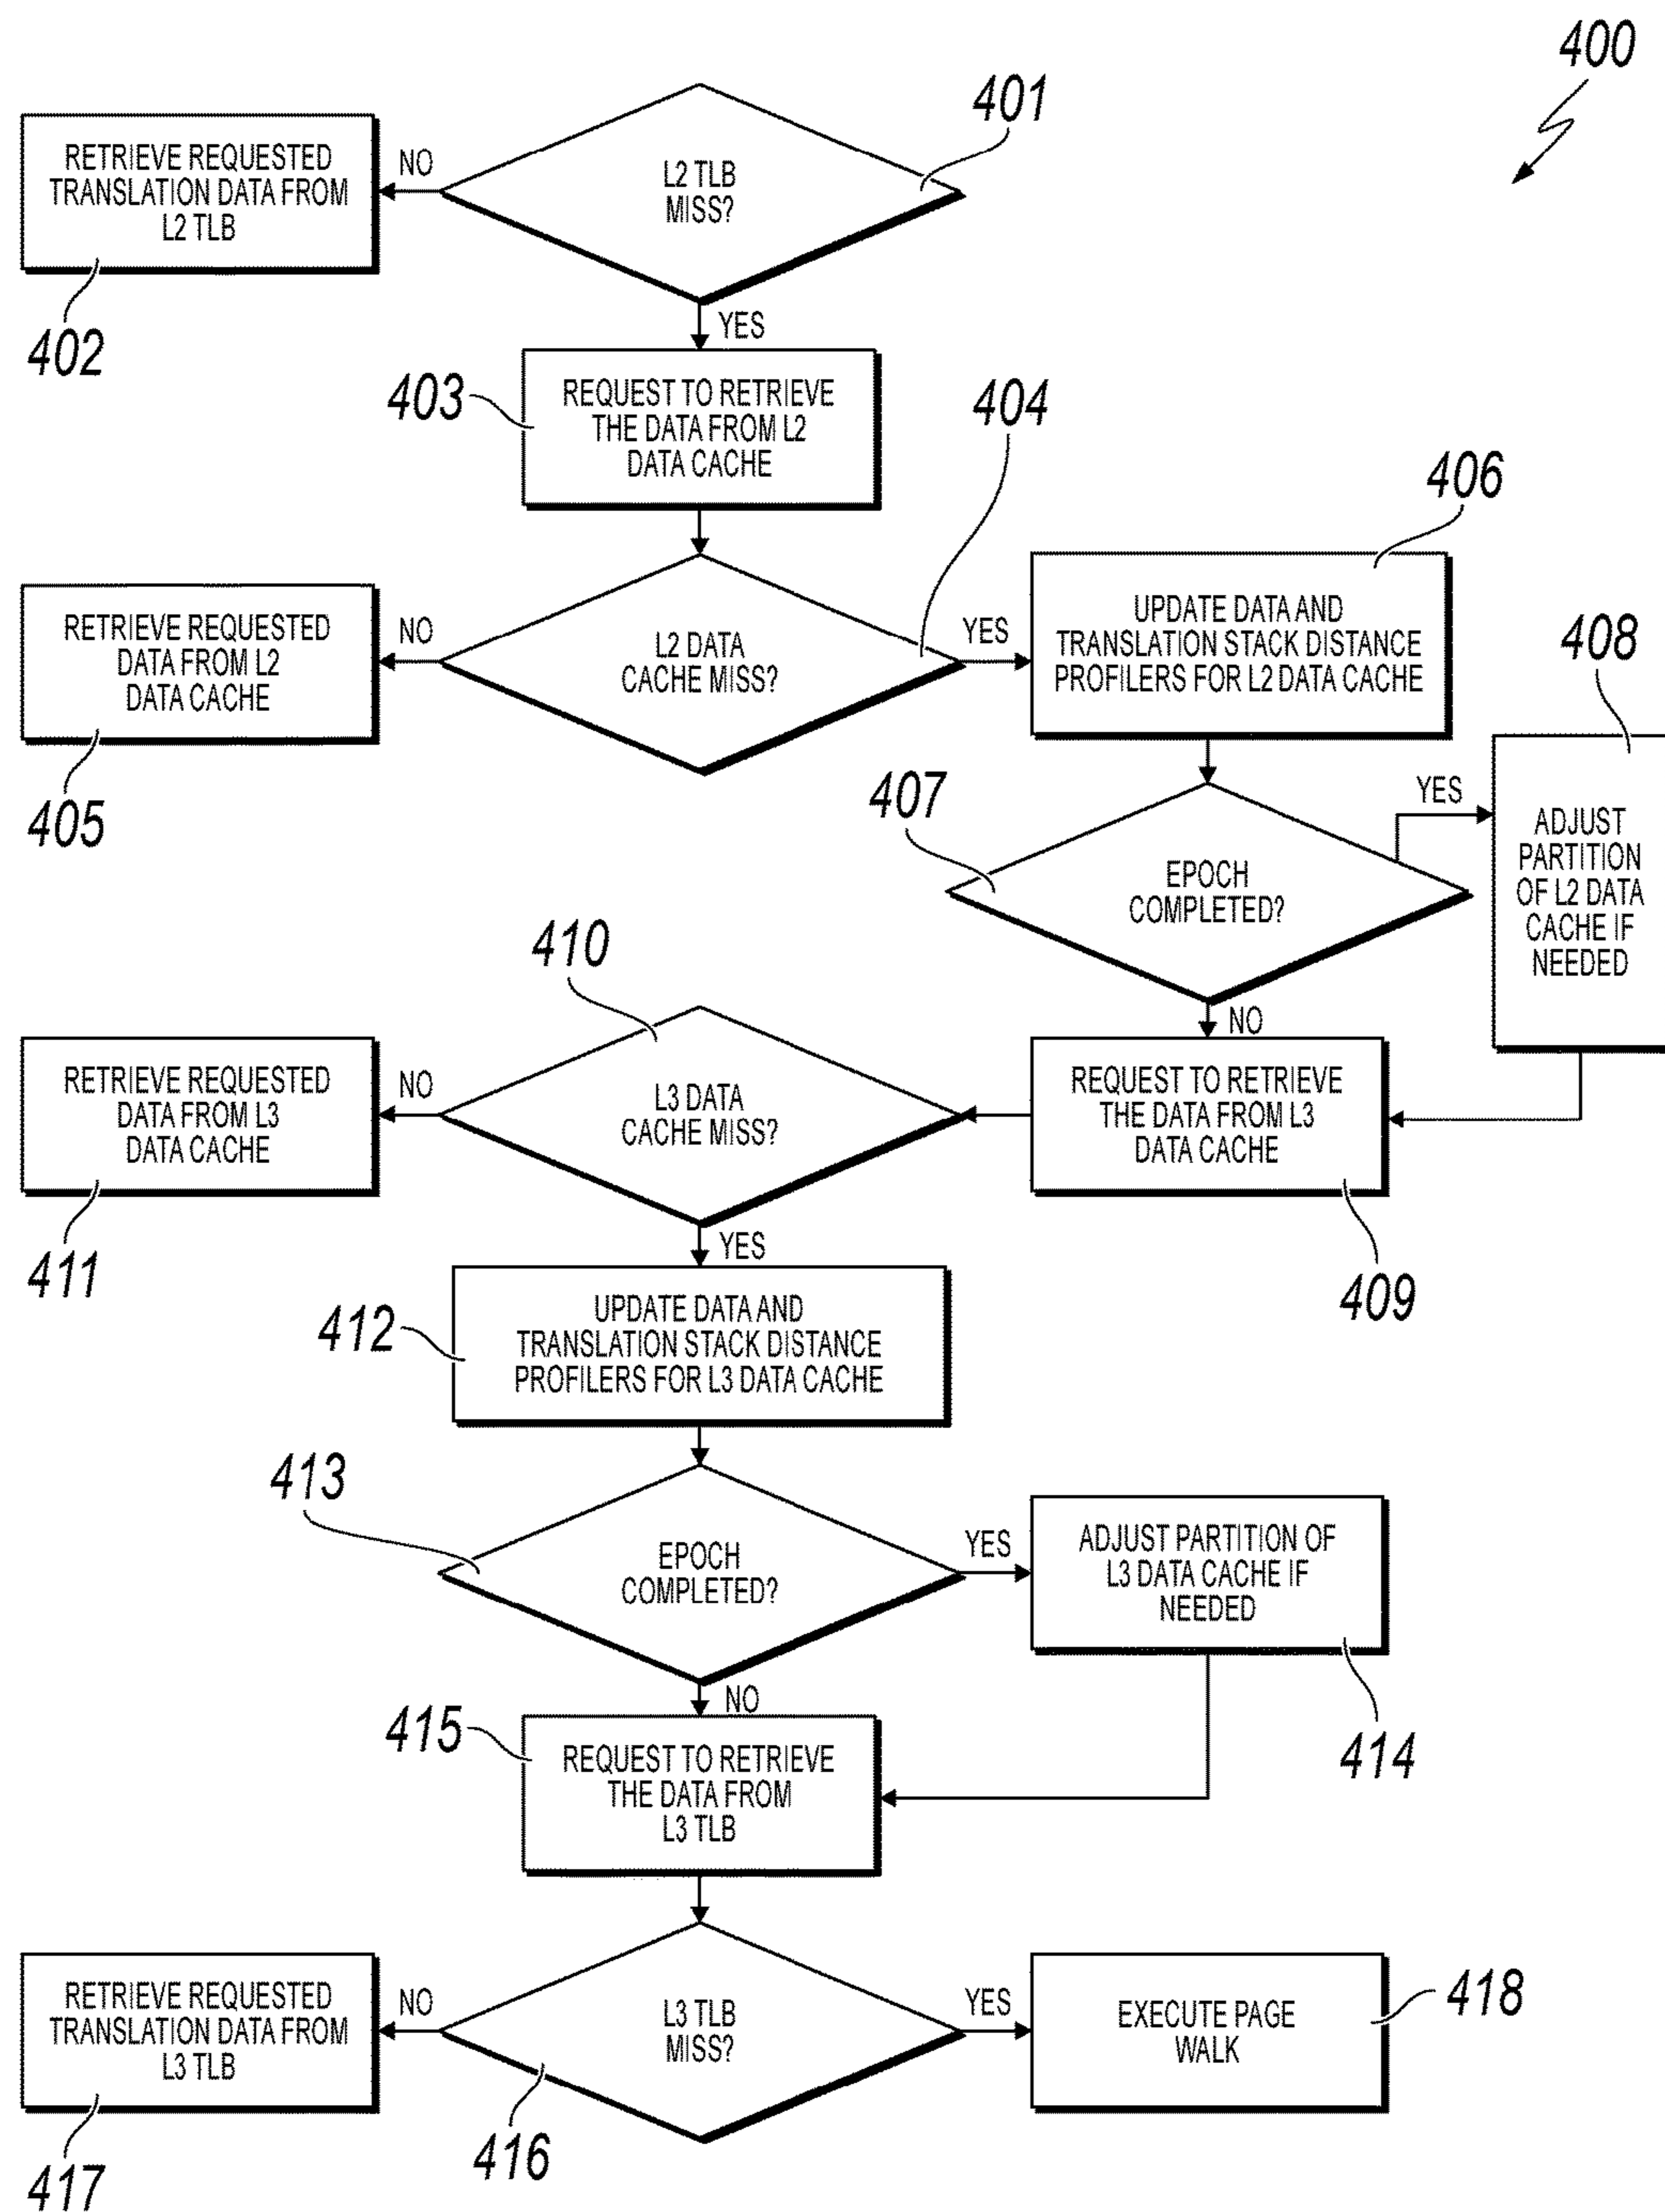 400
401
RETRIEVE REQUESTED
TRANSLATION DATA FROM
L2 TLB
NO
L2 TLB
MISS?
402
YES
403
REQUEST TO RETRIEVE
THE DATA FROM L2
DATA CACHE
404
406
RETRIEVE REQUESTED
DATA FROM L2
DATA CACHE
NO
L2 DATA
CACHE MISS?
YES
UPDATE DATA AND
TRANSLATION STACK DISTANCE
PROFILERS FOR L2 DATA CACHE
408
405
407
EPOCH
COMPLETED?
YES
ADJUST
PARTITION
OF L2 DATA
CACHE IF
NEEDED
410
NO
RETRIEVE REQUESTED
DATA FROM L3
DATA CACHE
NO
L3 DATA
CACHE MISS?
REQUEST TO RETRIEVE
THE DATA FROM L3
DATA CACHE
411
YES
409
412
UPDATE DATA AND
TRANSLATION STACK DISTANCE
PROFILERS FOR L3 DATA CACHE
413
EPOCH
COMPLETED?
YES
ADJUST PARTITION OF
L3 DATA CACHE IF
NEEDED
NO
414
415
REQUEST TO RETRIEVE
THE DATA FROM
L3 TLB
RETRIEVE REQUESTED
TRANSLATION DATA FROM
L3 TLB
NO
L3 TLB
MISS?
YES
EXECUTE PAGE
WALK
418
417
416